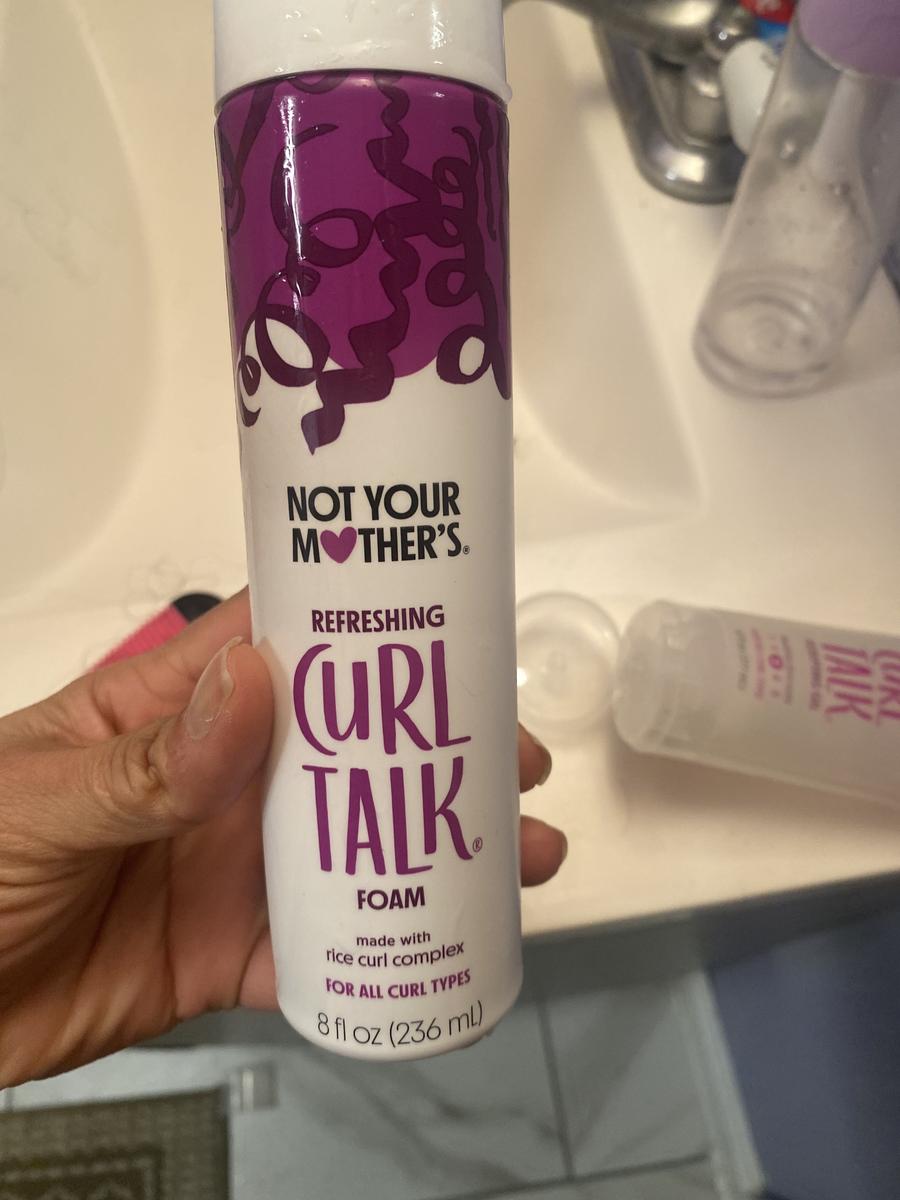 NOT YOUR
MOTHER'S®
REFRESHING
CURL
TALK®
FOAM
made with
rice curl complex
FOR ALL CURL TYPES
8 fl oz (236 mL)
CURL
TALK